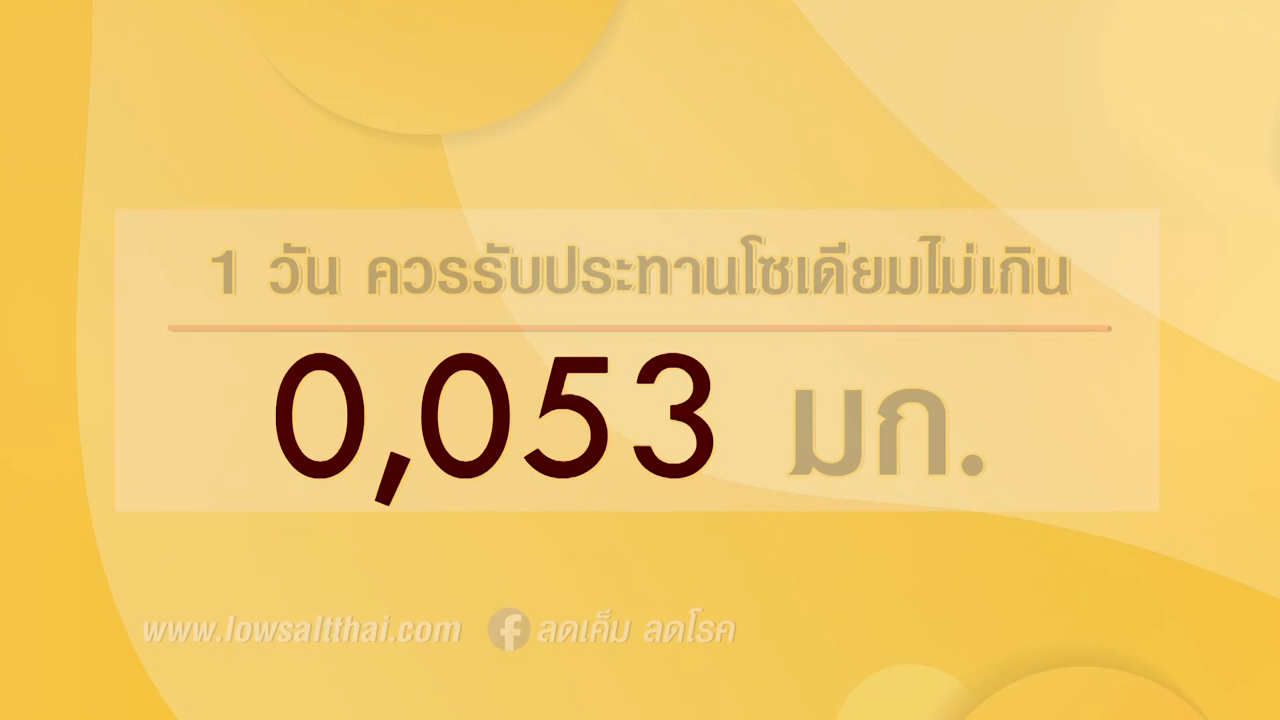 1 วัน ควรรับประทานโซเดียมไม่เกิน
0,053 มก.
www.lowsaltthai.com ลดเค็ม ลดโรค